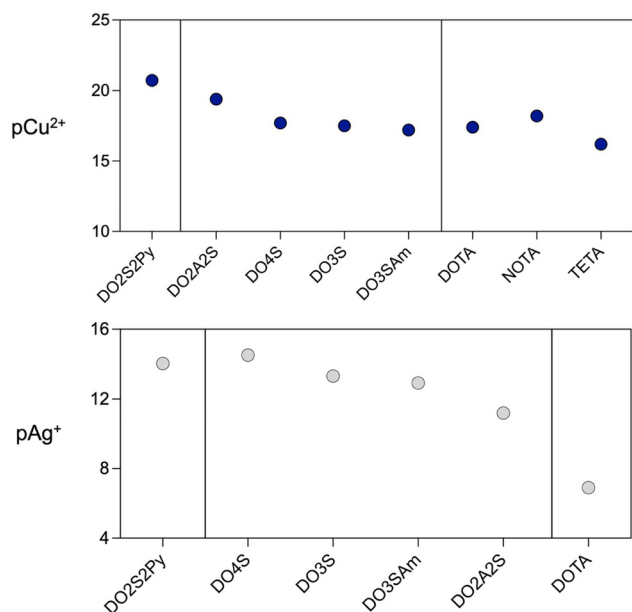 25
20
pCu²⁺
15
10
DO2S2Py
DO2A2S
DO4S
DO3S
DO3SAm
DOTA
NOTA
TETA
16
12
pAg⁺
8
4
DO2S2Py
DO4S
DO3S
DO3SAm
DO2A2S
DOTA